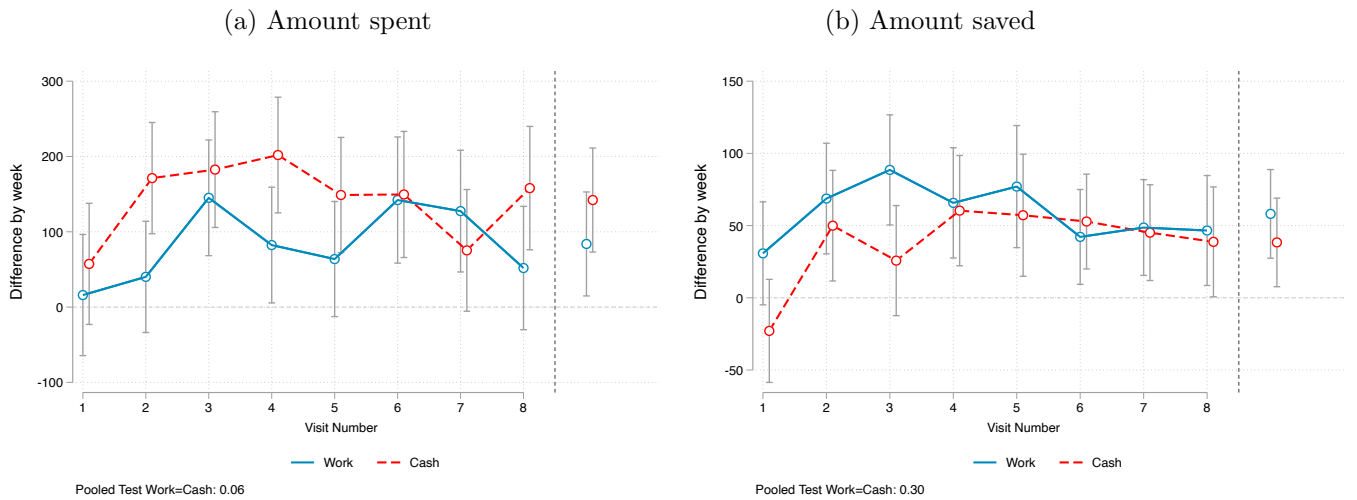 (a) Amount spent
300
200
100
0
-100
Difference by week
1 2 3 4 5 6 7 8
Visit Number
Work Cash
Pooled Test Work=Cash: 0.06
(b) Amount saved
150
100
50
0
-50
Difference by week
1 2 3 4 5 6 7 8
Visit Number
Work Cash
Pooled Test Work=Cash: 0.30